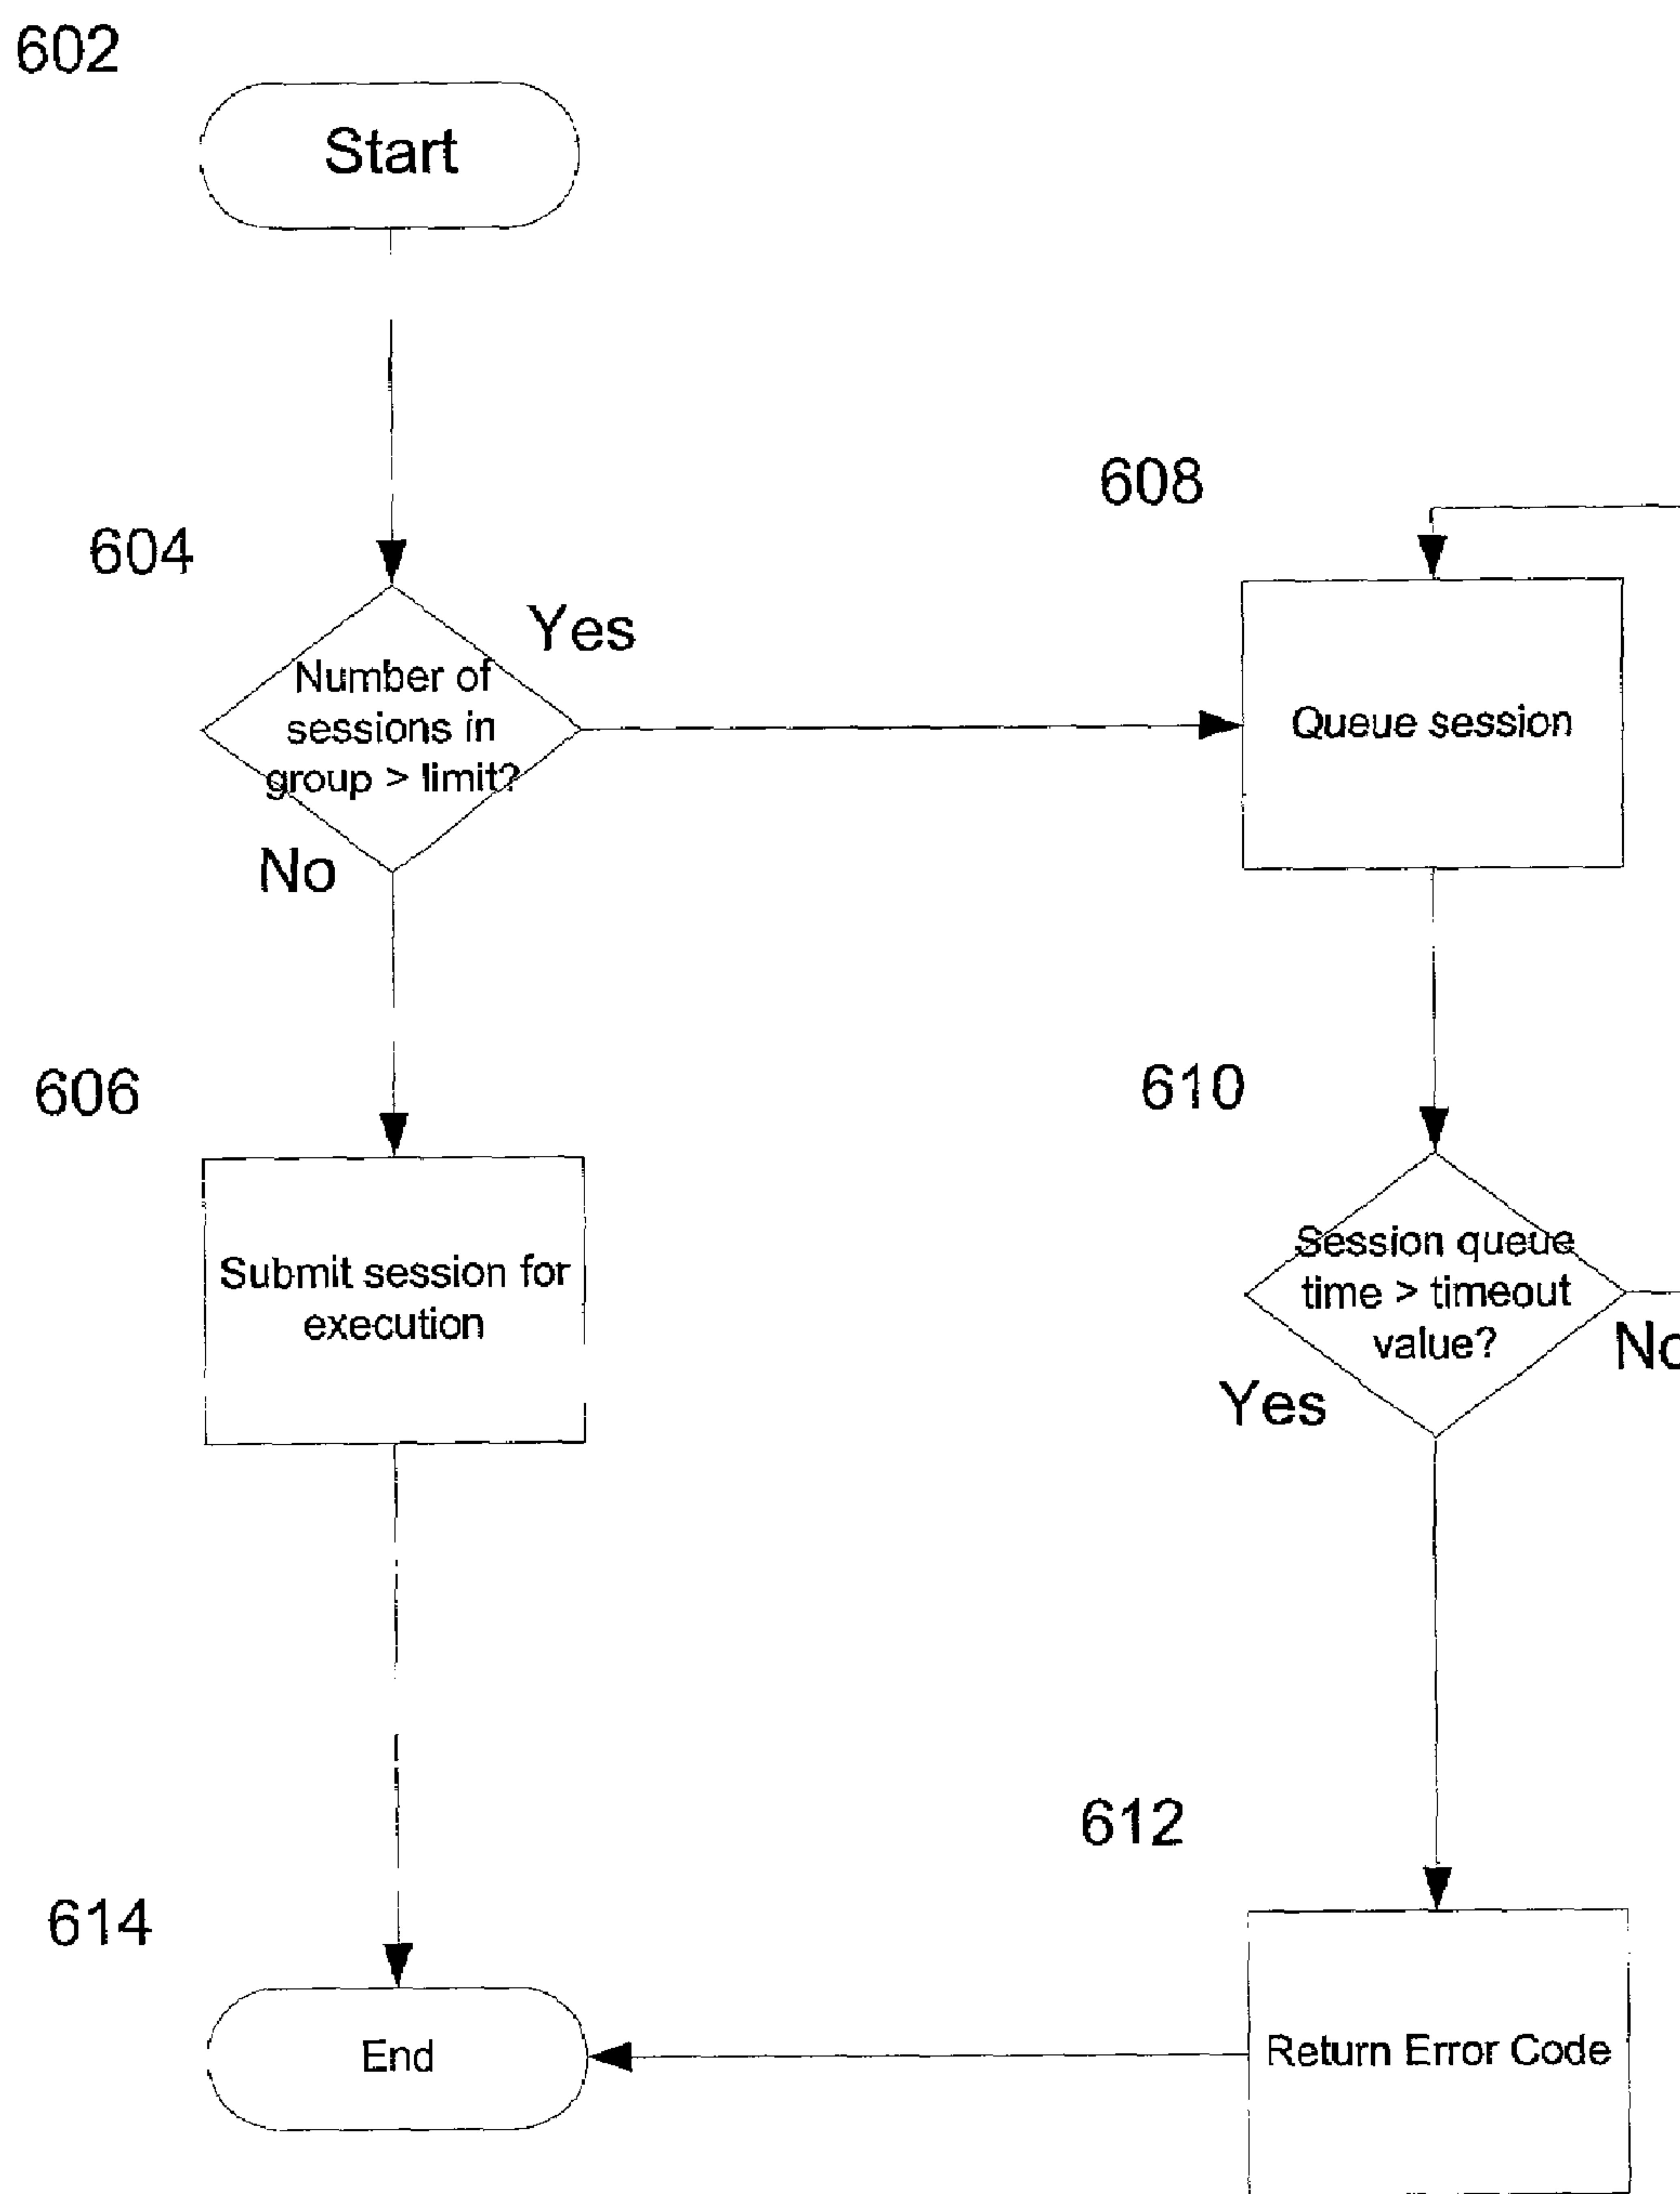 602
Start
604
Yes
Number of
sessions in
group > limit?
No
606
Submit session for
execution
608
Queue session
610
Session queue
time > timeout
value?
No
Yes
612
Return Error Code
614
End